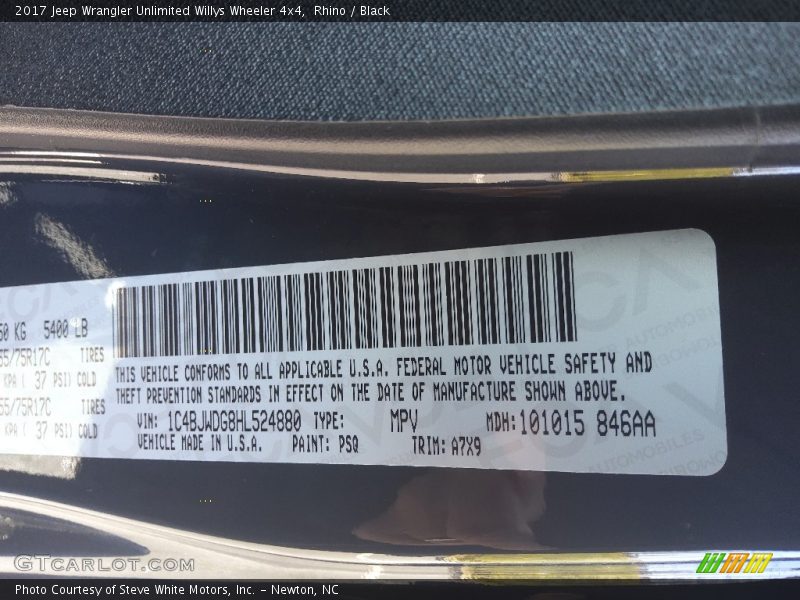 2017 Jeep Wrangler Unlimited Willys Wheeler 4x4, Rhino / Black
50 KG 5400 LB
55/75R17C TIRES
KPA ( 37 PSI) COLD
55/75R17C TIRES
KPA ( 37 PSI) COLD
THIS VEHICLE CONFORMS TO ALL APPLICABLE U.S.A. FEDERAL MOTOR VEHICLE SAFETY AND
THEFT PREVENTION STANDARDS IN EFFECT ON THE DATE OF MANUFACTURE SHOWN ABOVE.
VIN: 1C4BJWDG8HL524880 TYPE: MPV MDH: 101015 846AA
VEHICLE MADE IN U.S.A. PAINT: PSQ TRIM: A7X9
GTCARLOT.COM
Photo Courtesy of Steve White Motors, Inc. – Newton, NC